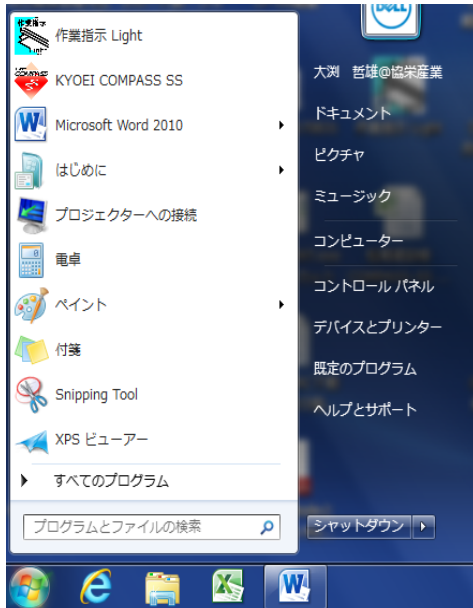 作業指示 Light
KYOEI COMPASS SS
Microsoft Word 2010
はじめに
プロジェクターへの接続
電卓
ペイント
付箋
Snipping Tool
XPS ビューアー
すべてのプログラム
プログラムとファイルの検索
DELL
大渕 哲雄@協栄産業
ドキュメント
ピクチャ
ミュージック
コンピューター
コントロール パネル
デバイスとプリンター
既定のプログラム
ヘルプとサポート
シャットダウン